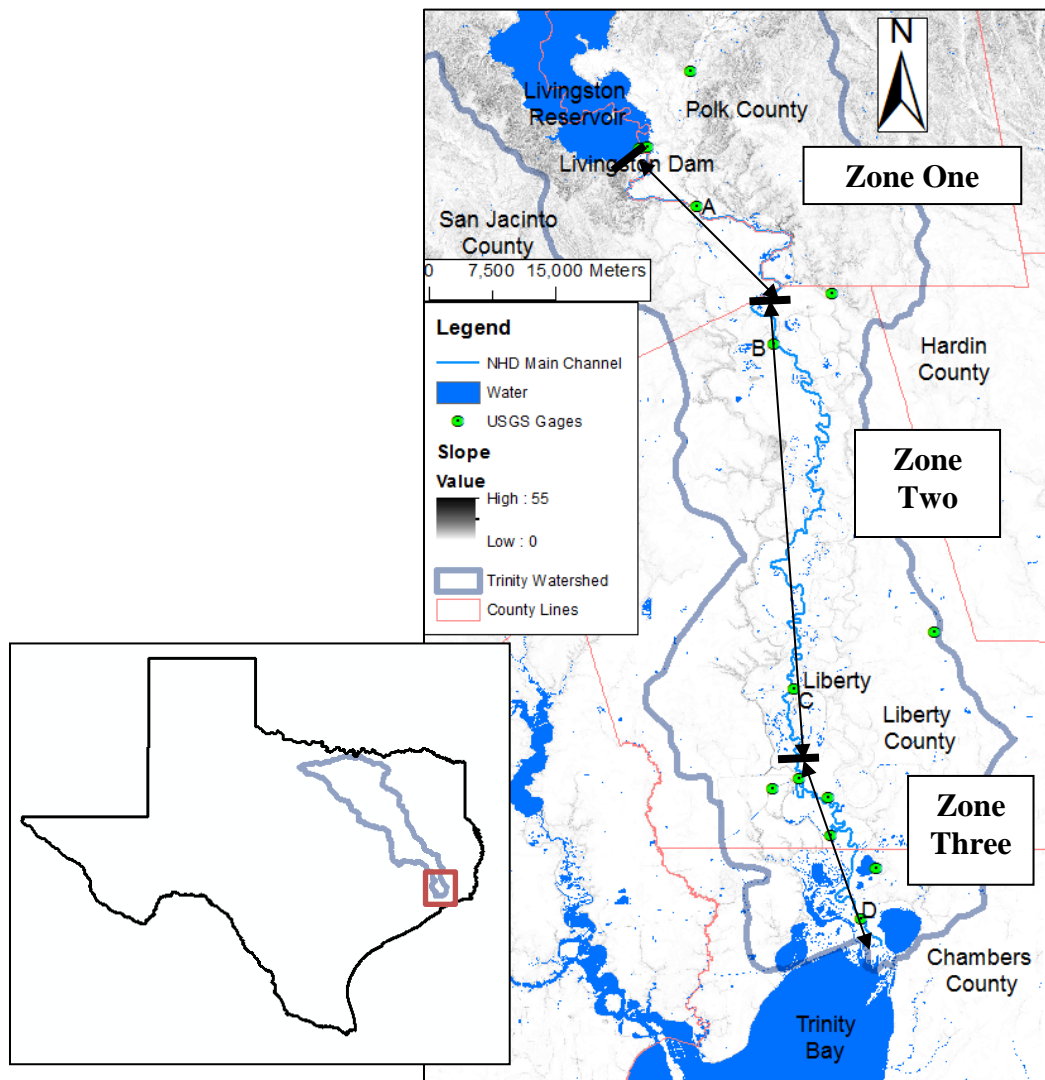 N
Livingston
Reservoir
Polk County
Livingston Dam
Zone One
A
San Jacinto
County
0 7,500 15,000 Meters
Legend
NHD Main Channel
Water
USGS Gages
Slope
Value
High : 55
Low : 0
Trinity Watershed
County Lines
B
Hardin
County
Zone
Two
Liberty
C
Liberty
County
Zone
Three
D
Chambers
County
Trinity
Bay